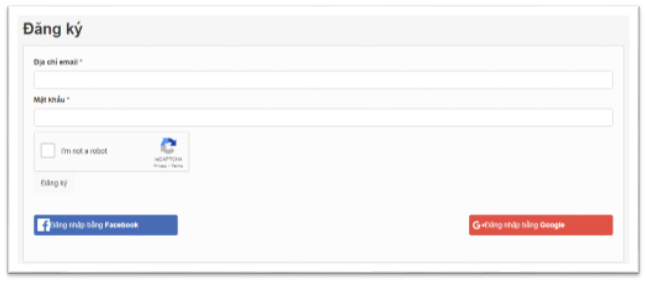 Đăng ký
Địa chỉ email *
Mật khẩu *
I'm not a robot
reCAPTCHA
Privacy - Terms
Đăng ký
Đăng nhập bằng Facebook
G+Đăng nhập bằng Google